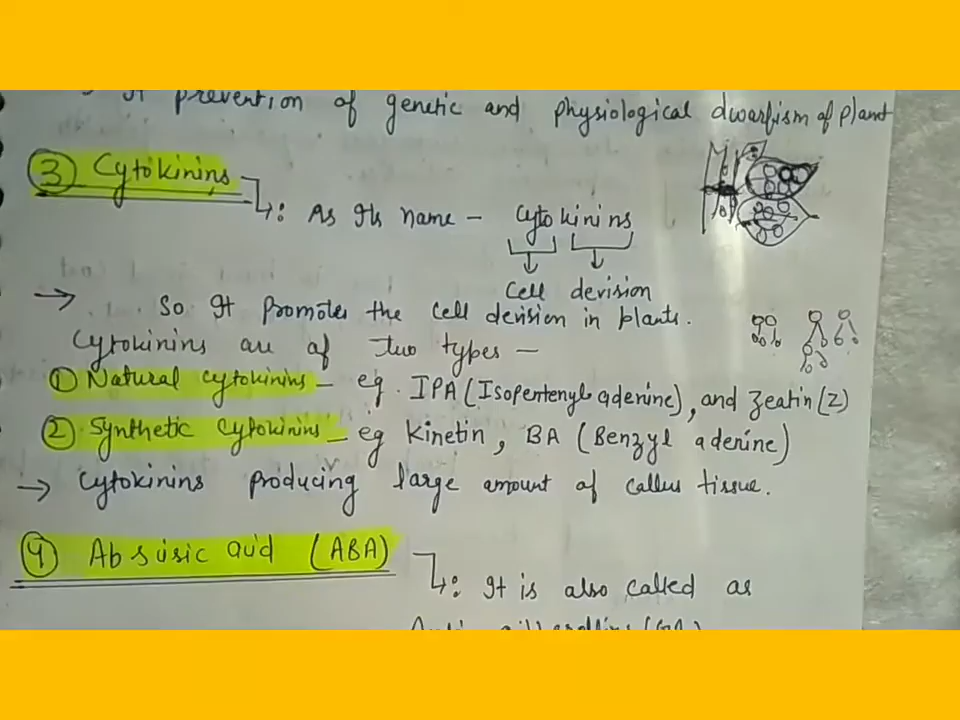 It prevention of genetic and physiological dwarfism of plant
③ Cytokinins
: As Its name - Cytokinins
Cell devision
→ So It promotes the cell devision in plants.
Cytokinins are of two types -
① Natural cytokinins - eg. IPA (Isopentenyl adenine), and Zeatin (Z)
② Synthetic Cytokinins - eg Kinetin, BA (Benzyl adenine)
→ Cytokinins producing large amount of callus tissue.
④ Absisic acid (ABA)
: It is also called as